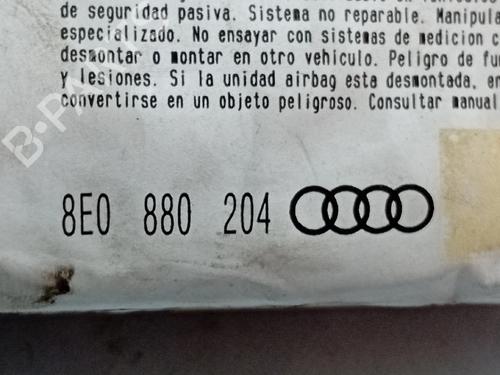 de seguridad pasiva. Sistema no reparable. Manipula
especializado. No ensayar con sistemas de medicion c
desmontar o montar en otro vehiculo. Peligro de fu
y lesiones. Si la unidad airbag esta desmontada, an
convertirse en un objeto peligroso. Consultar manual
8E0 880 204